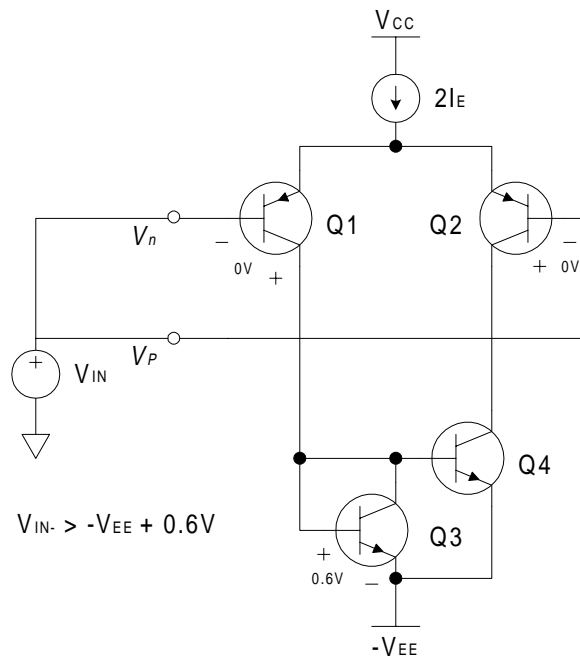 VCC
2IE
Q1
Q2
Vn
− 0V +
+ 0V −
VP
+
VIN
Q4
VIN- > -VEE + 0.6V
Q3
+ 0.6V −
-VEE